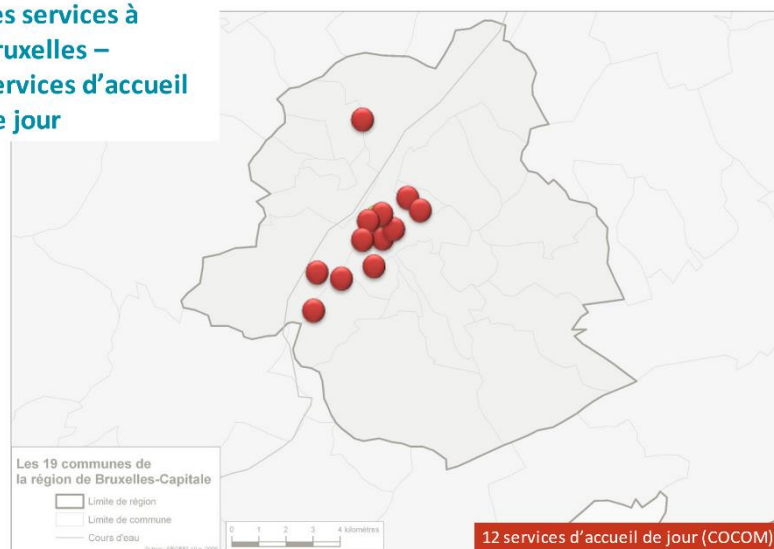 es services à
ruxelles –
ervices d'accueil
e jour
Les 19 communes de
la région de Bruxelles-Capitale
Limite de région
Limite de commune
Cours d'eau
0 1 2 3 4 kilomètres
12 services d'accueil de jour (COCOM)